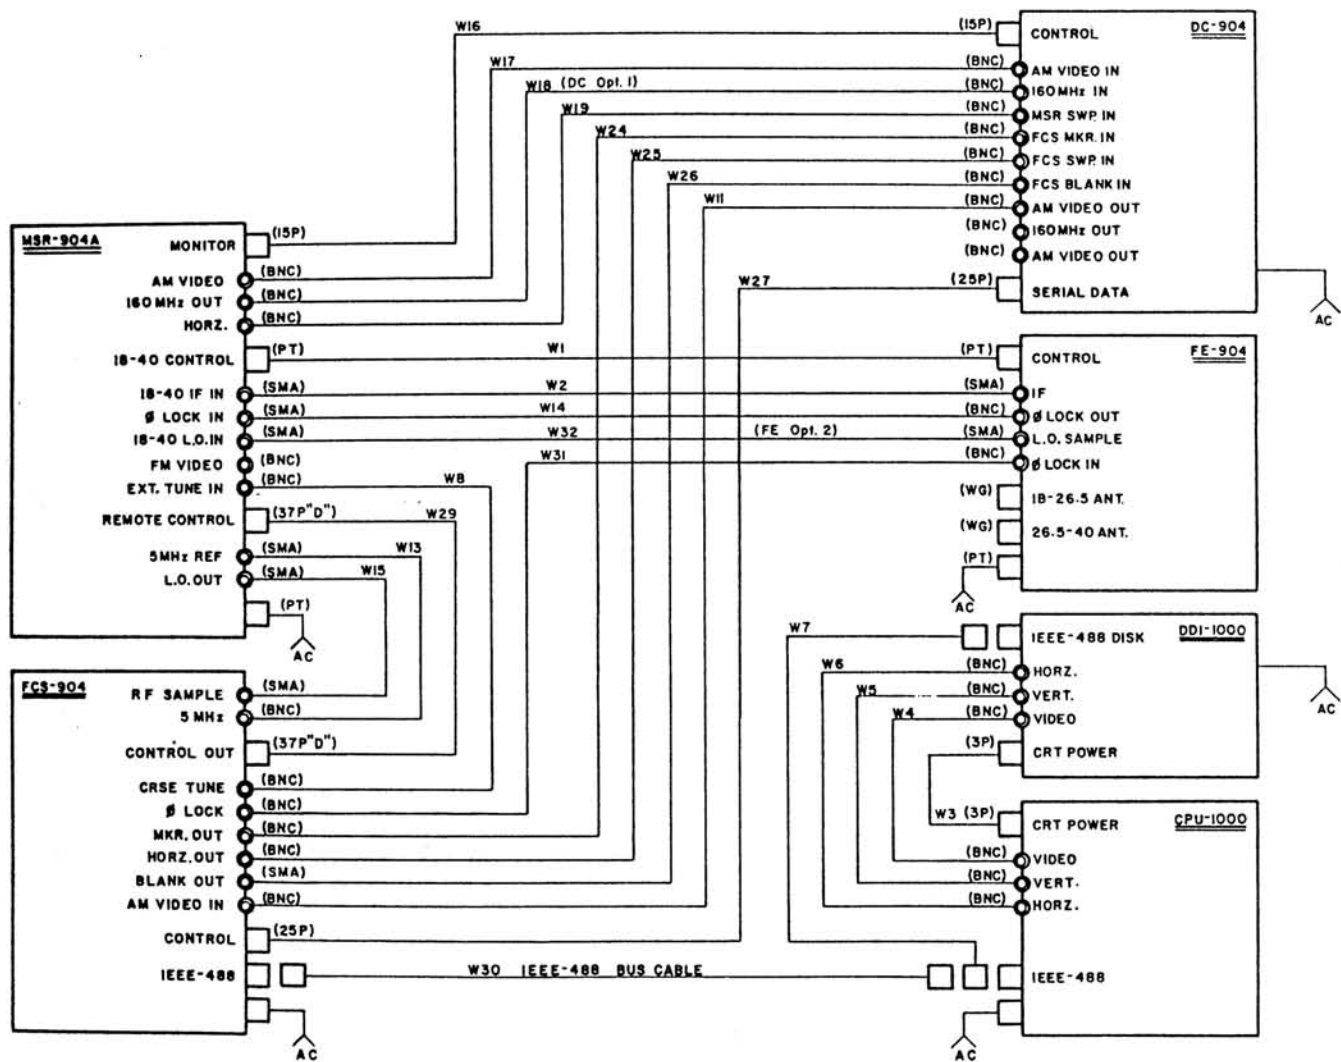 W16 (15P) CONTROL DC-904
W17 (BNC) AM VIDEO IN
W18 (DC Opt. 1) (BNC) 160MHz IN
W19 (BNC) MSR SWP. IN
W24 (BNC) FCS MKR. IN
W25 (BNC) FCS SWP. IN
W26 (BNC) FCS BLANK IN
W11 (BNC) AM VIDEO OUT
(BNC) 160MHz OUT
(BNC) AM VIDEO OUT
W27 (25P) SERIAL DATA
AC
MSR-904A
MONITOR (15P)
AM VIDEO (BNC)
160MHz OUT (BNC)
HORZ. (BNC)
18-40 CONTROL (PT) W1 (PT) CONTROL FE-904
18-40 IF IN (SMA) W2 (SMA) IF
Ø LOCK IN (SMA) W14 (BNC) Ø LOCK OUT
18-40 L.O. IN (SMA) W32 (FE Opt. 2) (SMA) L.O. SAMPLE
FM VIDEO (BNC) W31 (BNC) Ø LOCK IN
EXT. TUNE IN (BNC) W8
REMOTE CONTROL (37P"D") W29
5MHz REF (SMA) W13
L.O. OUT (SMA) W15
(PT)
AC
(WG) 18-26.5 ANT.
(WG) 26.5-40 ANT.
(PT)
AC
FCS-904
RF SAMPLE (SMA)
5 MHz (BNC)
CONTROL OUT (37P"D")
CRSE TUNE (BNC)
Ø LOCK (BNC)
MKR. OUT (BNC)
HORZ. OUT (BNC)
BLANK OUT (SMA)
AM VIDEO IN (BNC)
CONTROL (25P)
IEEE-488 W30 IEEE-488 BUS CABLE
AC
W7 IEEE-488 DISK DDI-1000
W6 (BNC) HORZ.
W5 (BNC) VERT.
W4 (BNC) VIDEO
(3P) CRT POWER
AC
W3 (3P) CRT POWER CPU-1000
(BNC) VIDEO
(BNC) VERT.
(BNC) HORZ.
IEEE-488
AC